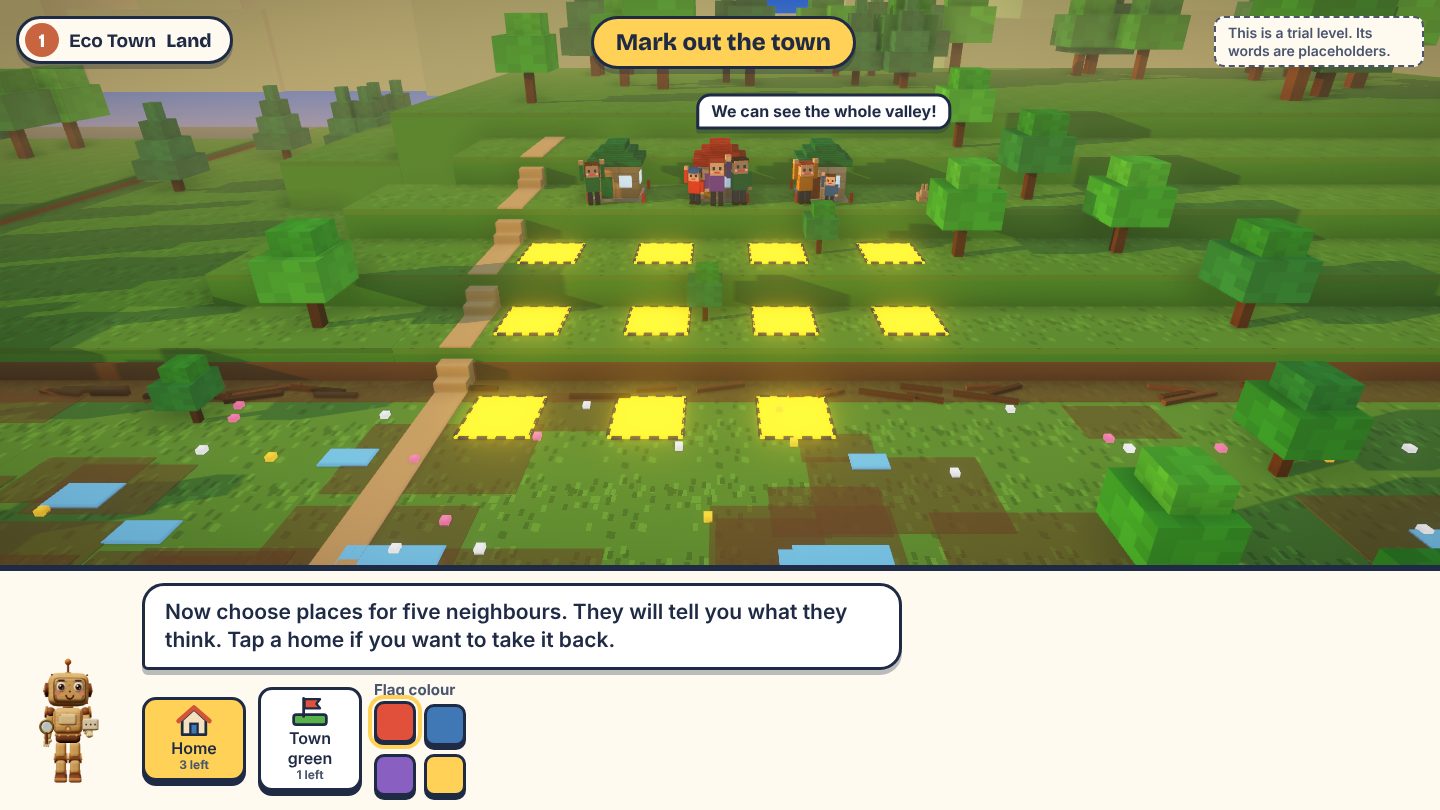 1 Eco Town Land
Mark out the town
This is a trial level. Its
words are placeholders.
We can see the whole valley!
Now choose places for five neighbours. They will tell you what they
think. Tap a home if you want to take it back.
Flag colour
Home
3 left
Town
green
1 left